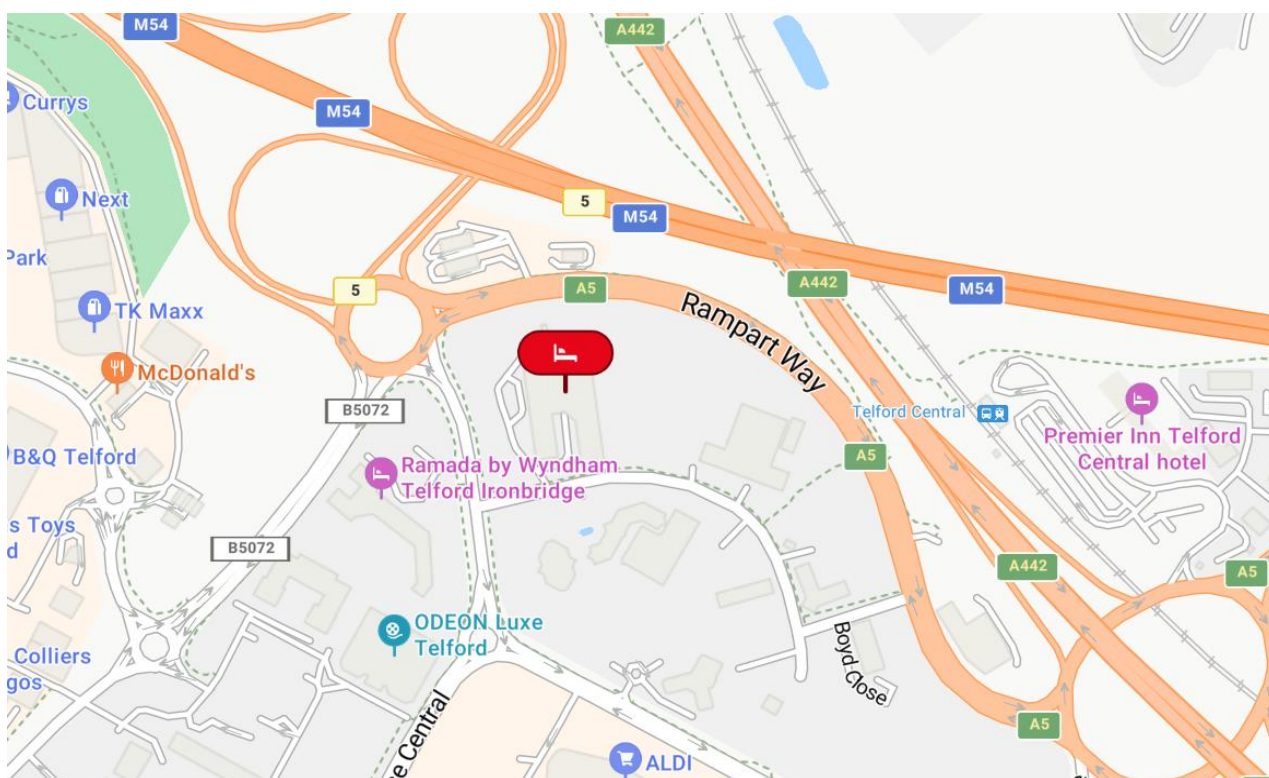 M54
A442
Currys
M54
Next
5
M54
Park
A442
5
A5
M54
TK Maxx
Rampart Way
McDonald's
B5072
Telford Central
Premier Inn Telford
Central hotel
B&Q Telford
A5
Ramada by Wyndham
Telford Ironbridge
s Toys
d
B5072
A442
A5
ODEON Luxe
Telford
Boyd Close
Colliers
gos
e Central
A5
ALDI